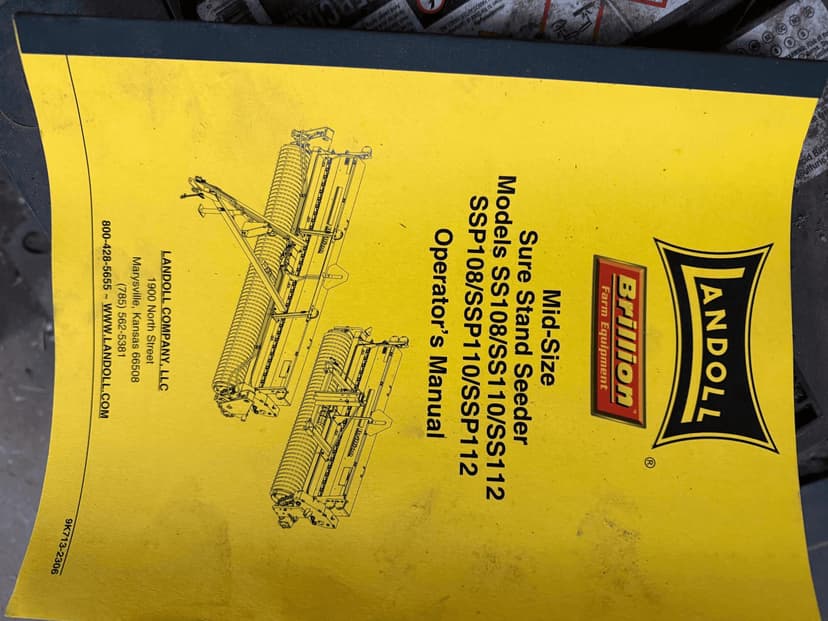 LANDOLL
®
Brillion
Farm Equipment
Mid-Size
Sure Stand Seeder
Models SS108/SS110/SS112
SSP108/SSP110/SSP112
Operator's Manual
LANDOLL COMPANY, LLC
1900 North Street
Marysville, Kansas 66508
(785) 562-5381
800-428-5655 ~ WWW.LANDOLL.COM
9K713-2306